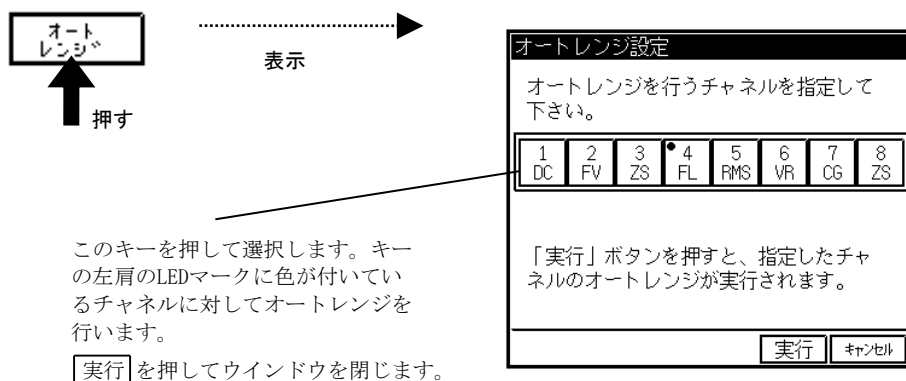 オート
レンジ
押す
表示
オートレンジ設定
オートレンジを行うチャネルを指定して
下さい。
1 2 3 4 5 6 7 8
DC FV ZS FL RMS VR CG ZS
「実行」ボタンを押すと、指定したチャ
ネルのオートレンジが実行されます。
実行 キャンセル
このキーを押して選択します。キー
の左肩のLEDマークに色が付いてい
るチャネルに対してオートレンジを
行います。
実行を押してウインドウを閉じます。